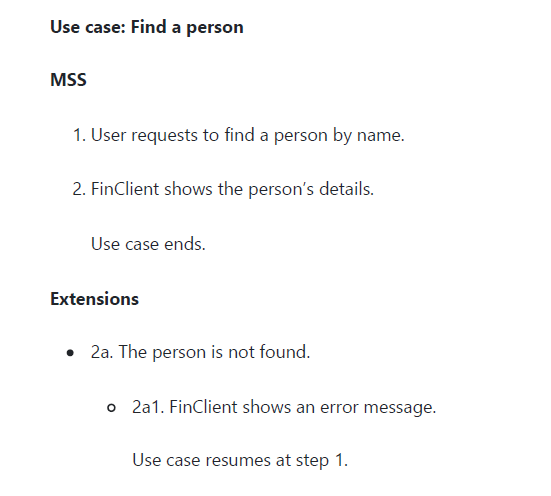 Use case: Find a person
MSS
1. User requests to find a person by name.
2. FinClient shows the person’s details.
Use case ends.
Extensions
• 2a. The person is not found.
o 2a1. FinClient shows an error message.
Use case resumes at step 1.